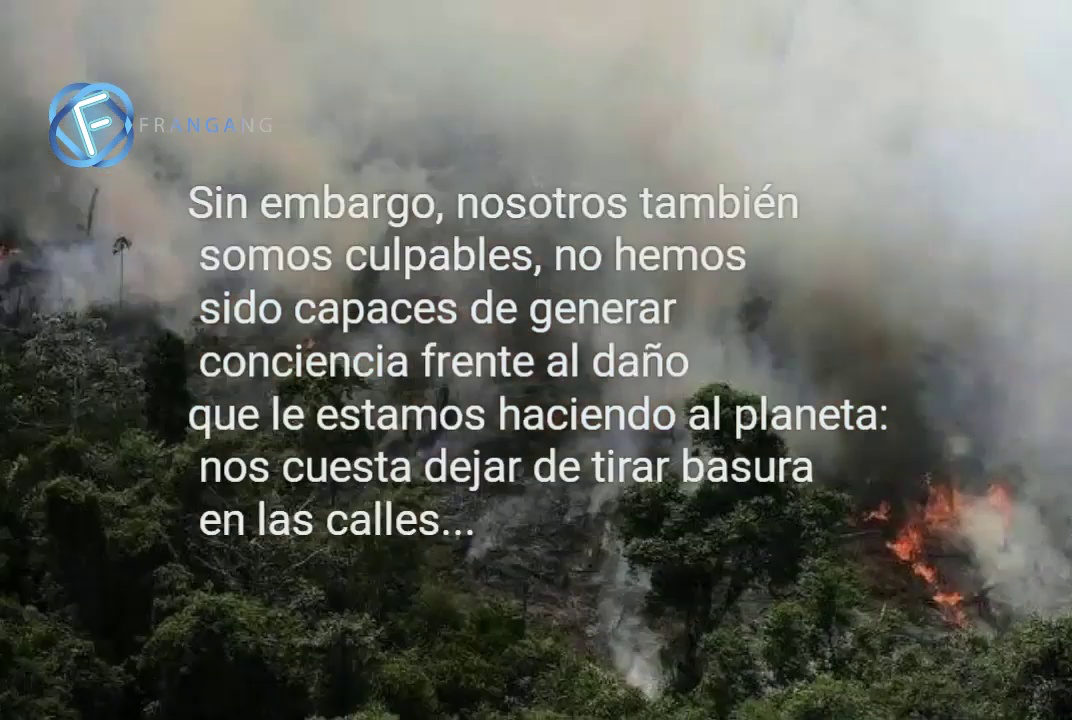 FRANGANG
Sin embargo, nosotros también
somos culpables, no hemos
sido capaces de generar
conciencia frente al daño
que le estamos haciendo al planeta:
nos cuesta dejar de tirar basura
en las calles...